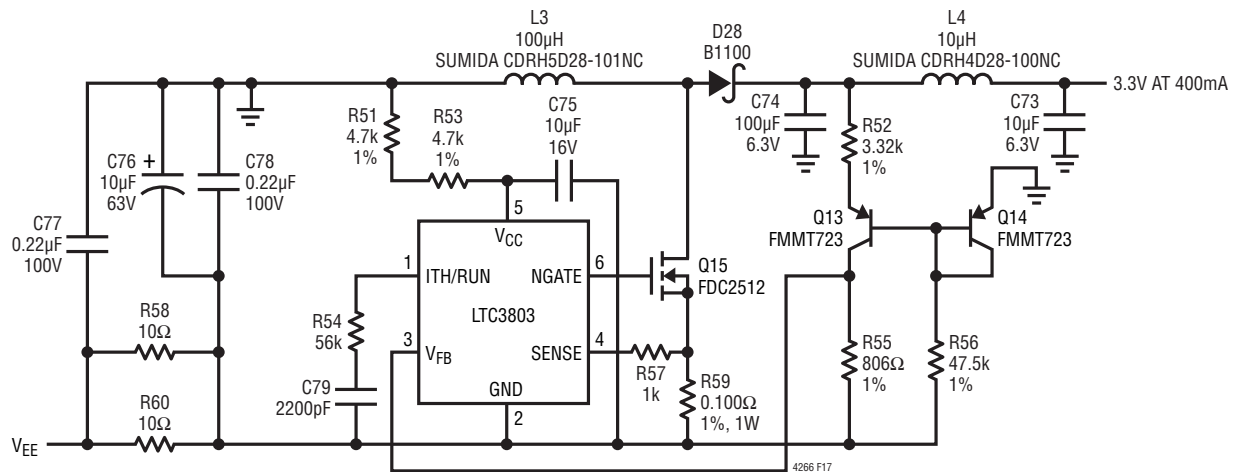 L3
100µH
SUMIDA CDRH5D28-101NC
D28
B1100
L4
10µH
SUMIDA CDRH4D28-100NC
3.3V AT 400mA
R51
4.7k
1%
R53
4.7k
1%
C75
10µF
16V
C74
100µF
6.3V
R52
3.32k
1%
C73
10µF
6.3V
C76
+
10µF
63V
C78
0.22µF
100V
C77
0.22µF
100V
5
VCC
1
ITH/RUN
NGATE
6
Q15
FDC2512
Q13
FMMT723
Q14
FMMT723
LTC3803
R54
56k
3
VFB
SENSE
4
R58
10Ω
R57
1k
R55
806Ω
1%
R56
47.5k
1%
C79
2200pF
GND
2
R59
0.100Ω
1%, 1W
R60
10Ω
VEE
4266 F17